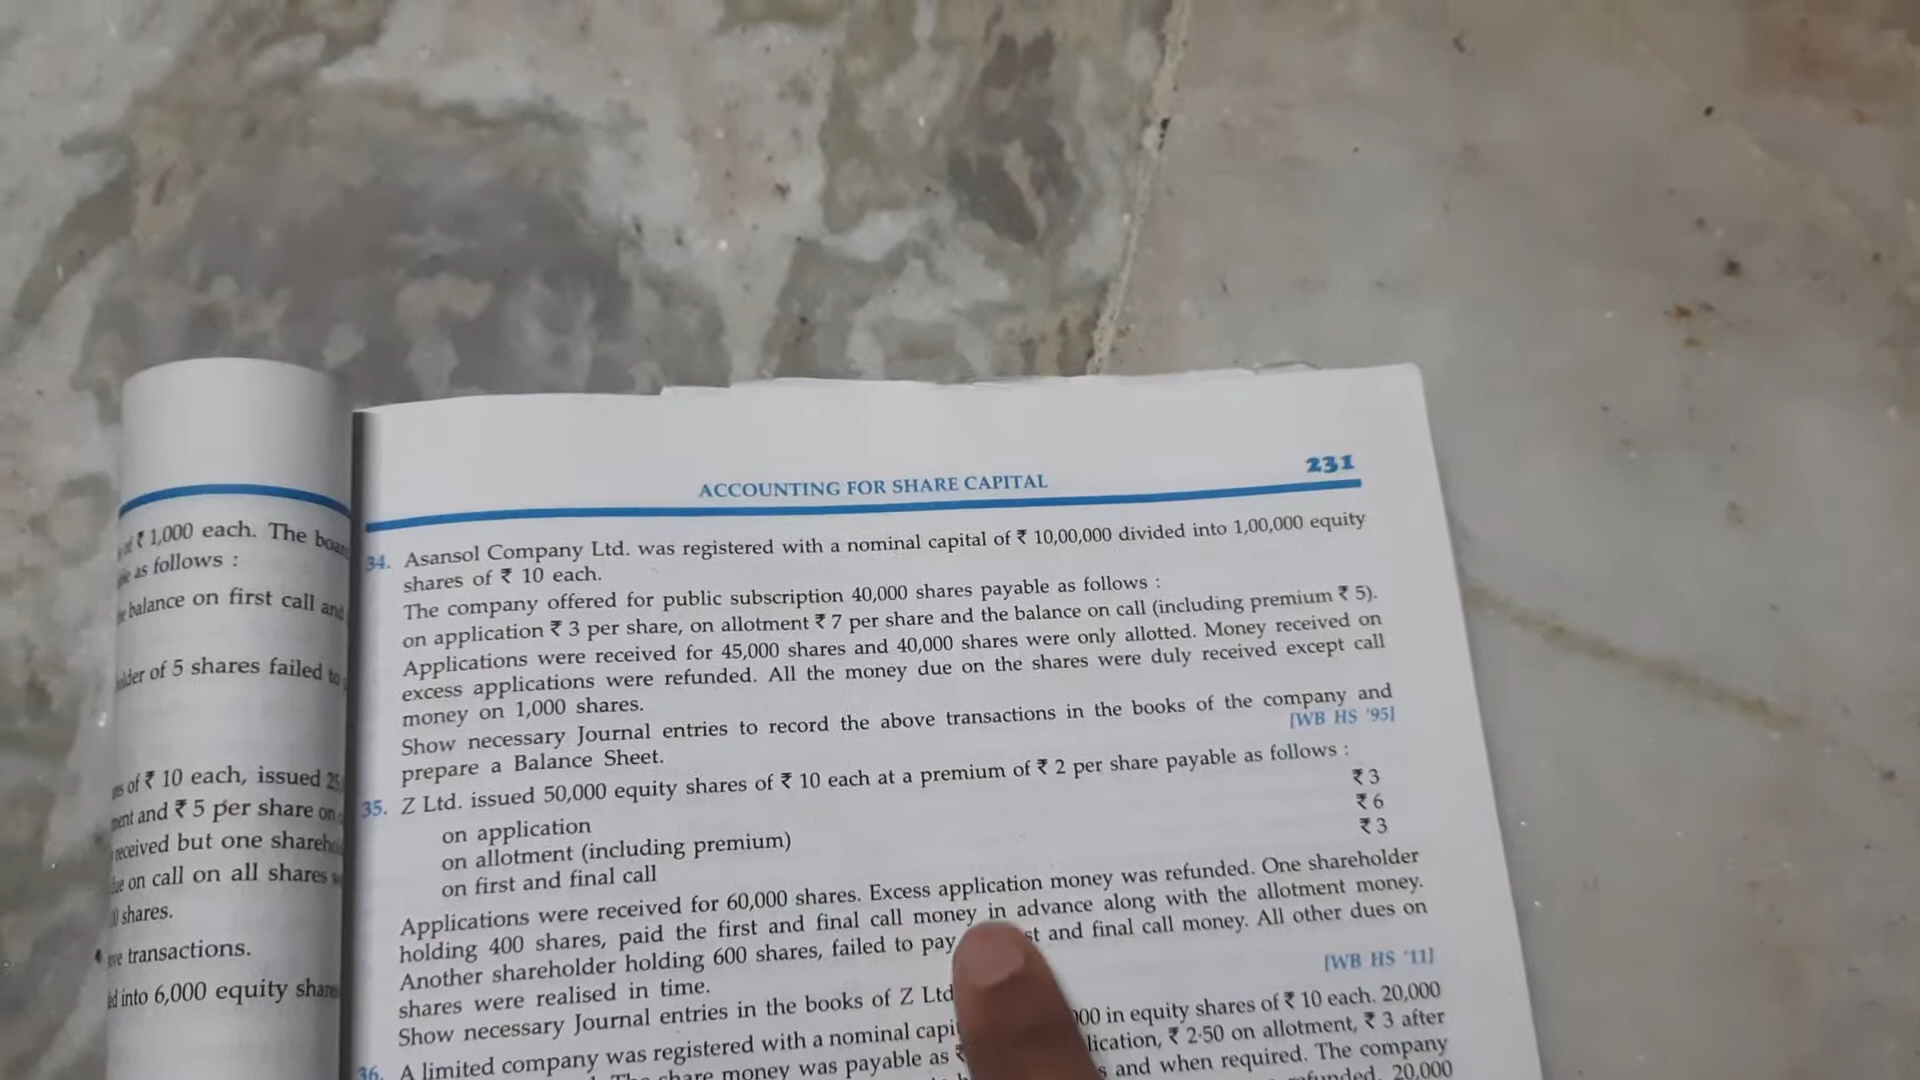 ₹ 1,000 each. The boar
as follows :
balance on first call and
of 5 shares failed to
of ₹ 10 each, issued 25
and ₹ 5 per share on
received but one shareho
on call on all shares
shares.
transactions.
into 6,000 equity share
ACCOUNTING FOR SHARE CAPITAL 231
34. Asansol Company Ltd. was registered with a nominal capital of ₹ 10,00,000 divided into 1,00,000 equity
shares of ₹ 10 each.
The company offered for public subscription 40,000 shares payable as follows :
on application ₹ 3 per share, on allotment ₹ 7 per share and the balance on call (including premium ₹ 5).
Applications were received for 45,000 shares and 40,000 shares were only allotted. Money received on
excess applications were refunded. All the money due on the shares were duly received except call
money on 1,000 shares.
Show necessary Journal entries to record the above transactions in the books of the company and
prepare a Balance Sheet. [WB HS '95]
35. Z Ltd. issued 50,000 equity shares of ₹ 10 each at a premium of ₹ 2 per share payable as follows :
on application ₹ 3
on allotment (including premium) ₹ 6
on first and final call ₹ 3
Applications were received for 60,000 shares. Excess application money was refunded. One shareholder
holding 400 shares, paid the first and final call money in advance along with the allotment money.
Another shareholder holding 600 shares, failed to pay st and final call money. All other dues on
shares were realised in time.
Show necessary Journal entries in the books of Z Ltd [WB HS '11]
36. A limited company was registered with a nominal capi 000 in equity shares of ₹ 10 each. 20,000
share money was payable as ₹ lication, ₹ 2·50 on allotment, ₹ 3 after
and when required. The company
refunded. 20,000